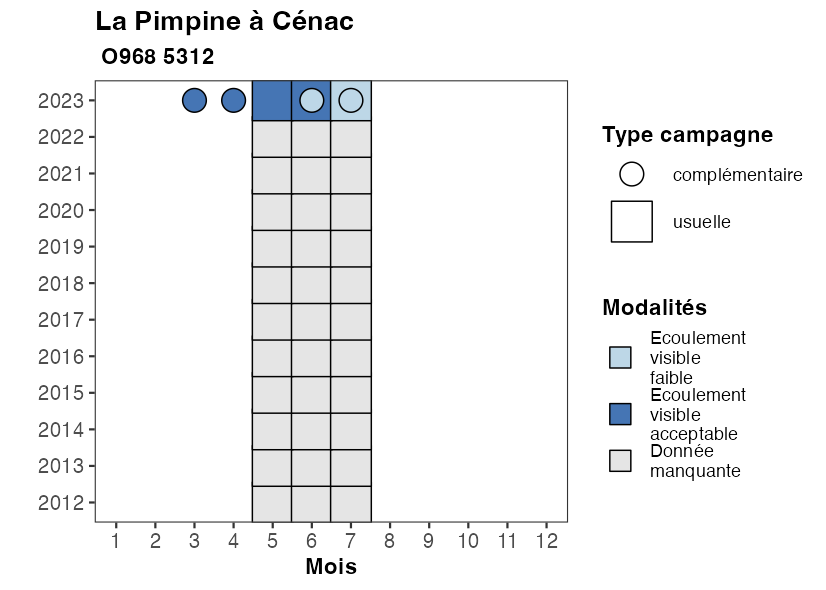 La Pimpine à Cénac
O968 5312
2023
2022
2021
2020
2019
2018
2017
2016
2015
2014
2013
2012
1 2 3 4 5 6 7 8 9 10 11 12
Mois
Type campagne
complémentaire
usuelle
Modalités
Ecoulement
visible
faible
Ecoulement
visible
acceptable
Donnée
manquante